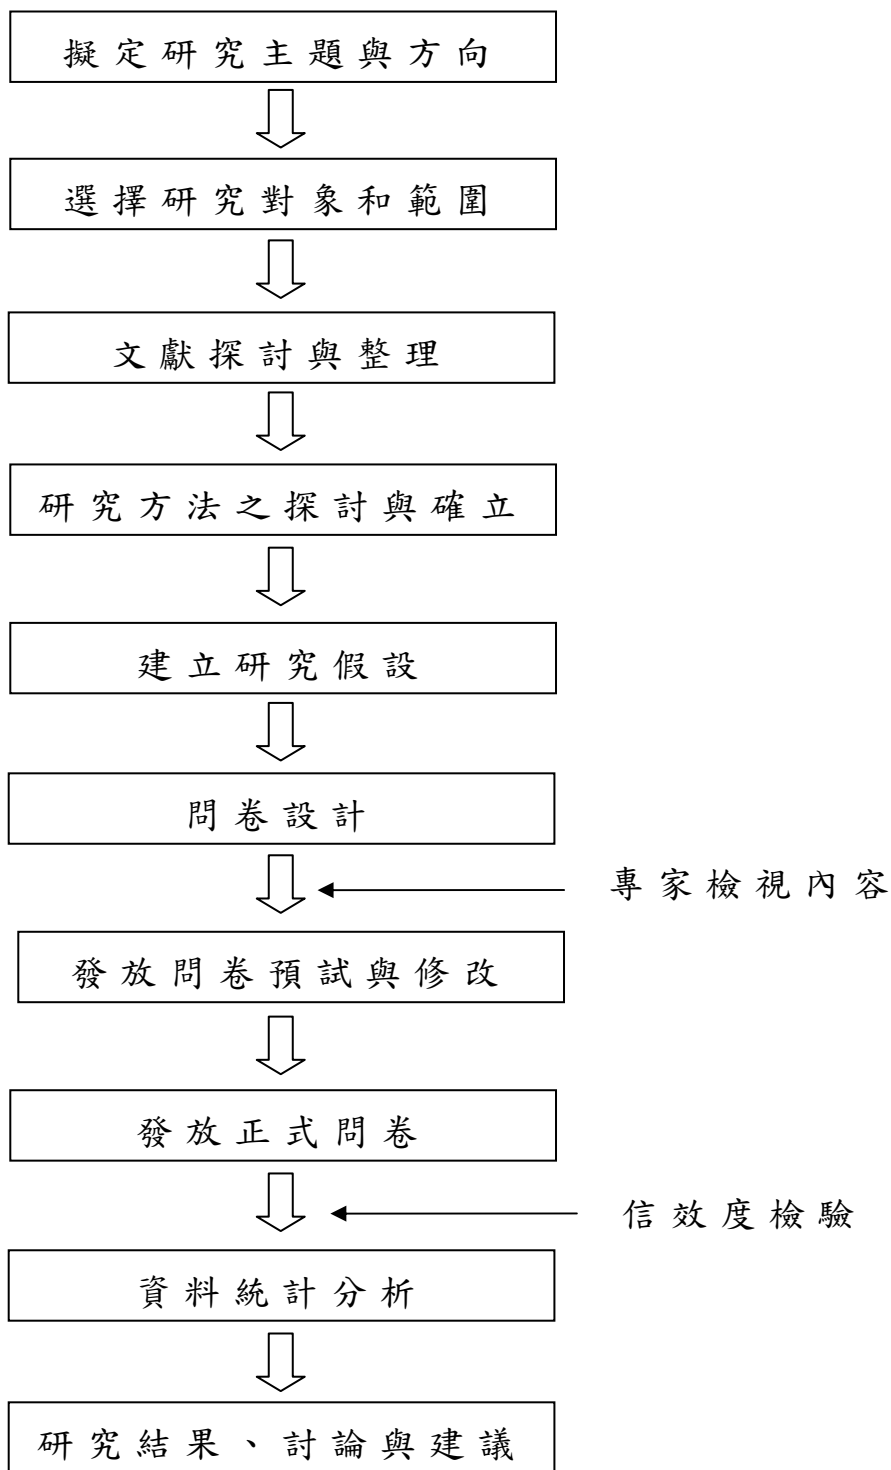 擬定研究主題與方向
選擇研究對象和範圍
文獻探討與整理
研究方法之探討與確立
建立研究假設
問卷設計
專家檢視內容
發放問卷預試與修改
發放正式問卷
信效度檢驗
資料統計分析
研究結果、討論與建議